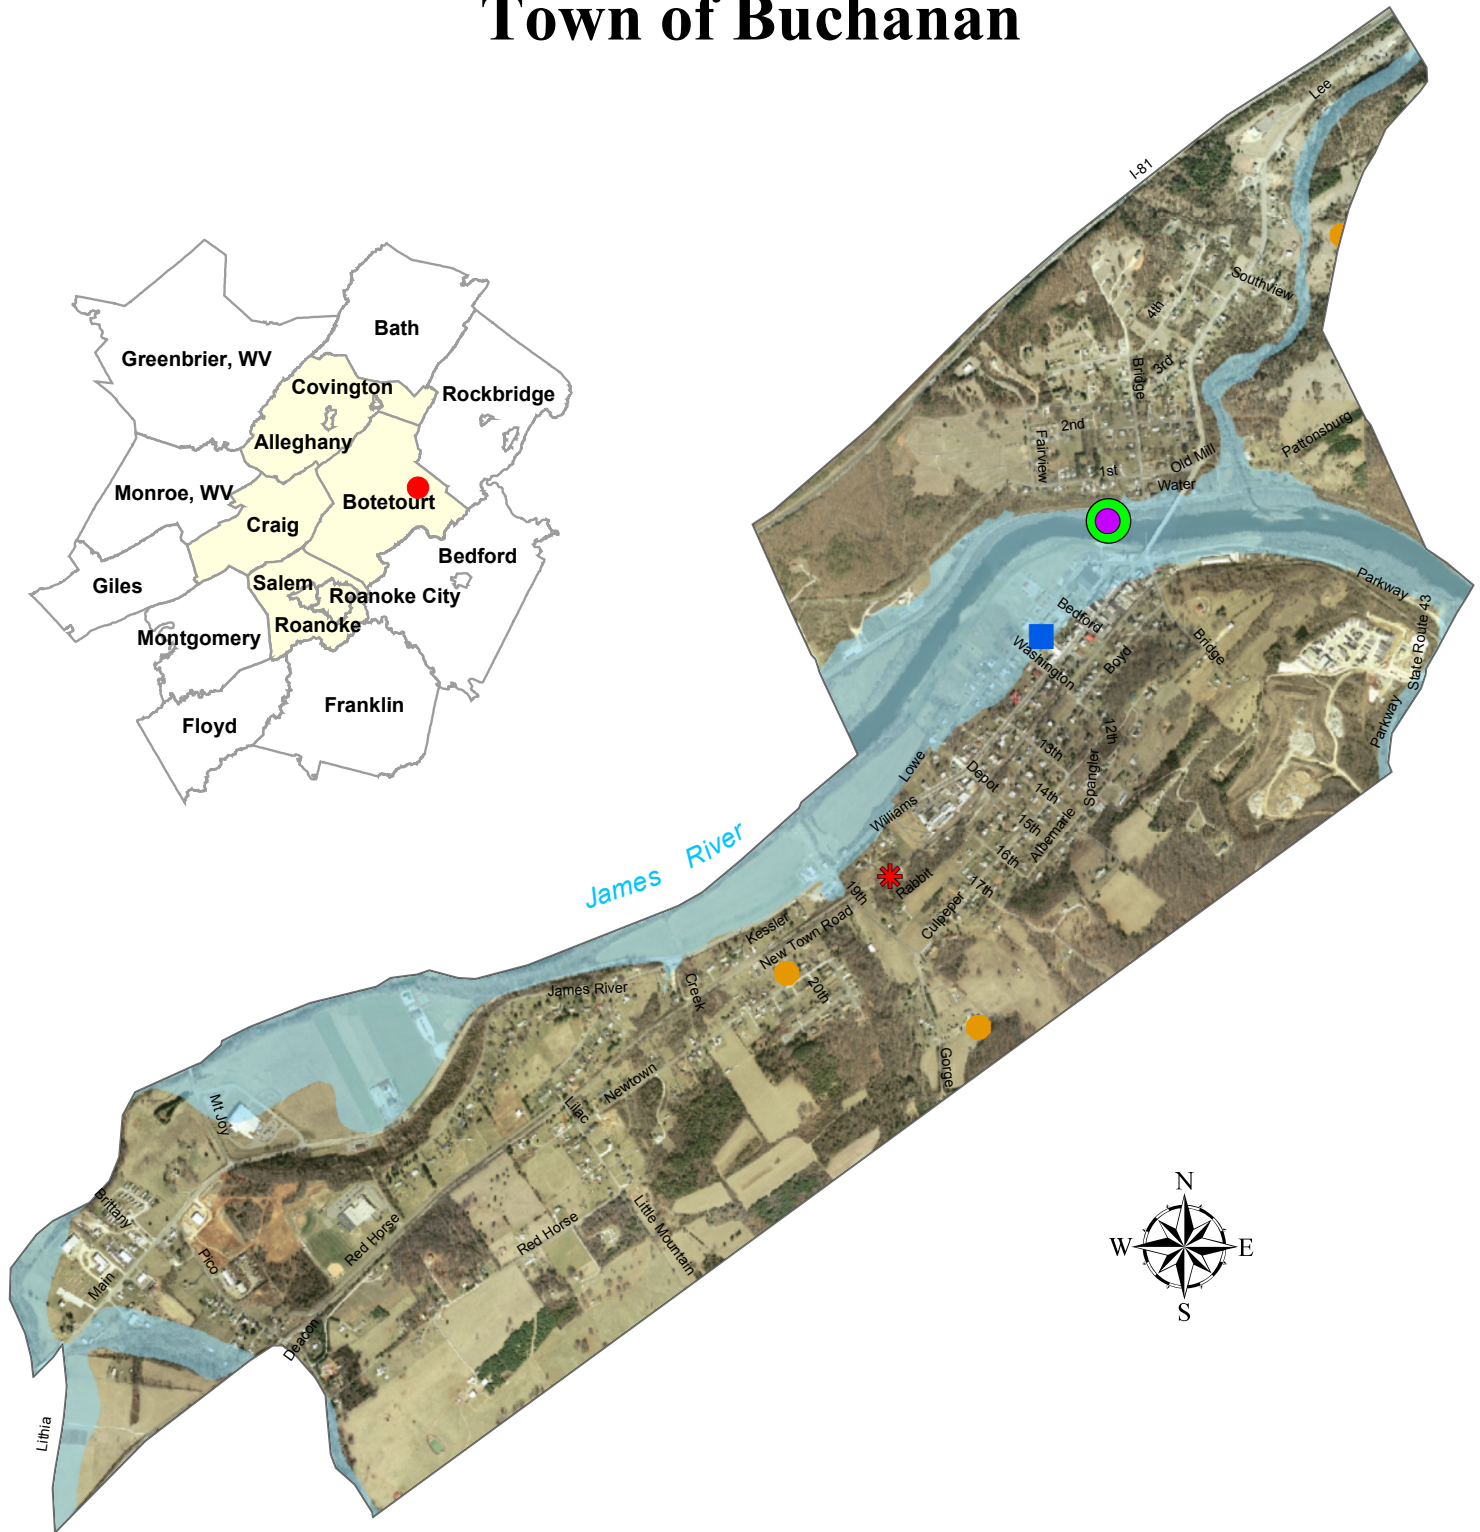 Town of Buchanan
Lee
I-81
Southview
4th
Bridge
3rd
2nd
Fairview
Pattonsburg
Old Mill
1st
Water
Bath
Greenbrier, WV
Covington
Rockbridge
Alleghany
Monroe, WV
Botetourt
Craig
Bedford
Giles
Salem
Roanoke City
Roanoke
Montgomery
Franklin
Floyd
Parkway
State Route 43
Bedford
Washington
Boyd
Bridge
Parkway
12th
13th
Spangler
Lowe
Depot
14th
Williams
15th
Albemarle
16th
17th
James River
Rabbit
19th
Culpeper
Kessler
New Town Road
20th
James River
Creek
Gorge
Newtown
Lilac
Mt Joy
Brittany
Red Horse
Red Horse
Little Mountain
Pico
Main
Deacon
Lithia
N
W
E
S